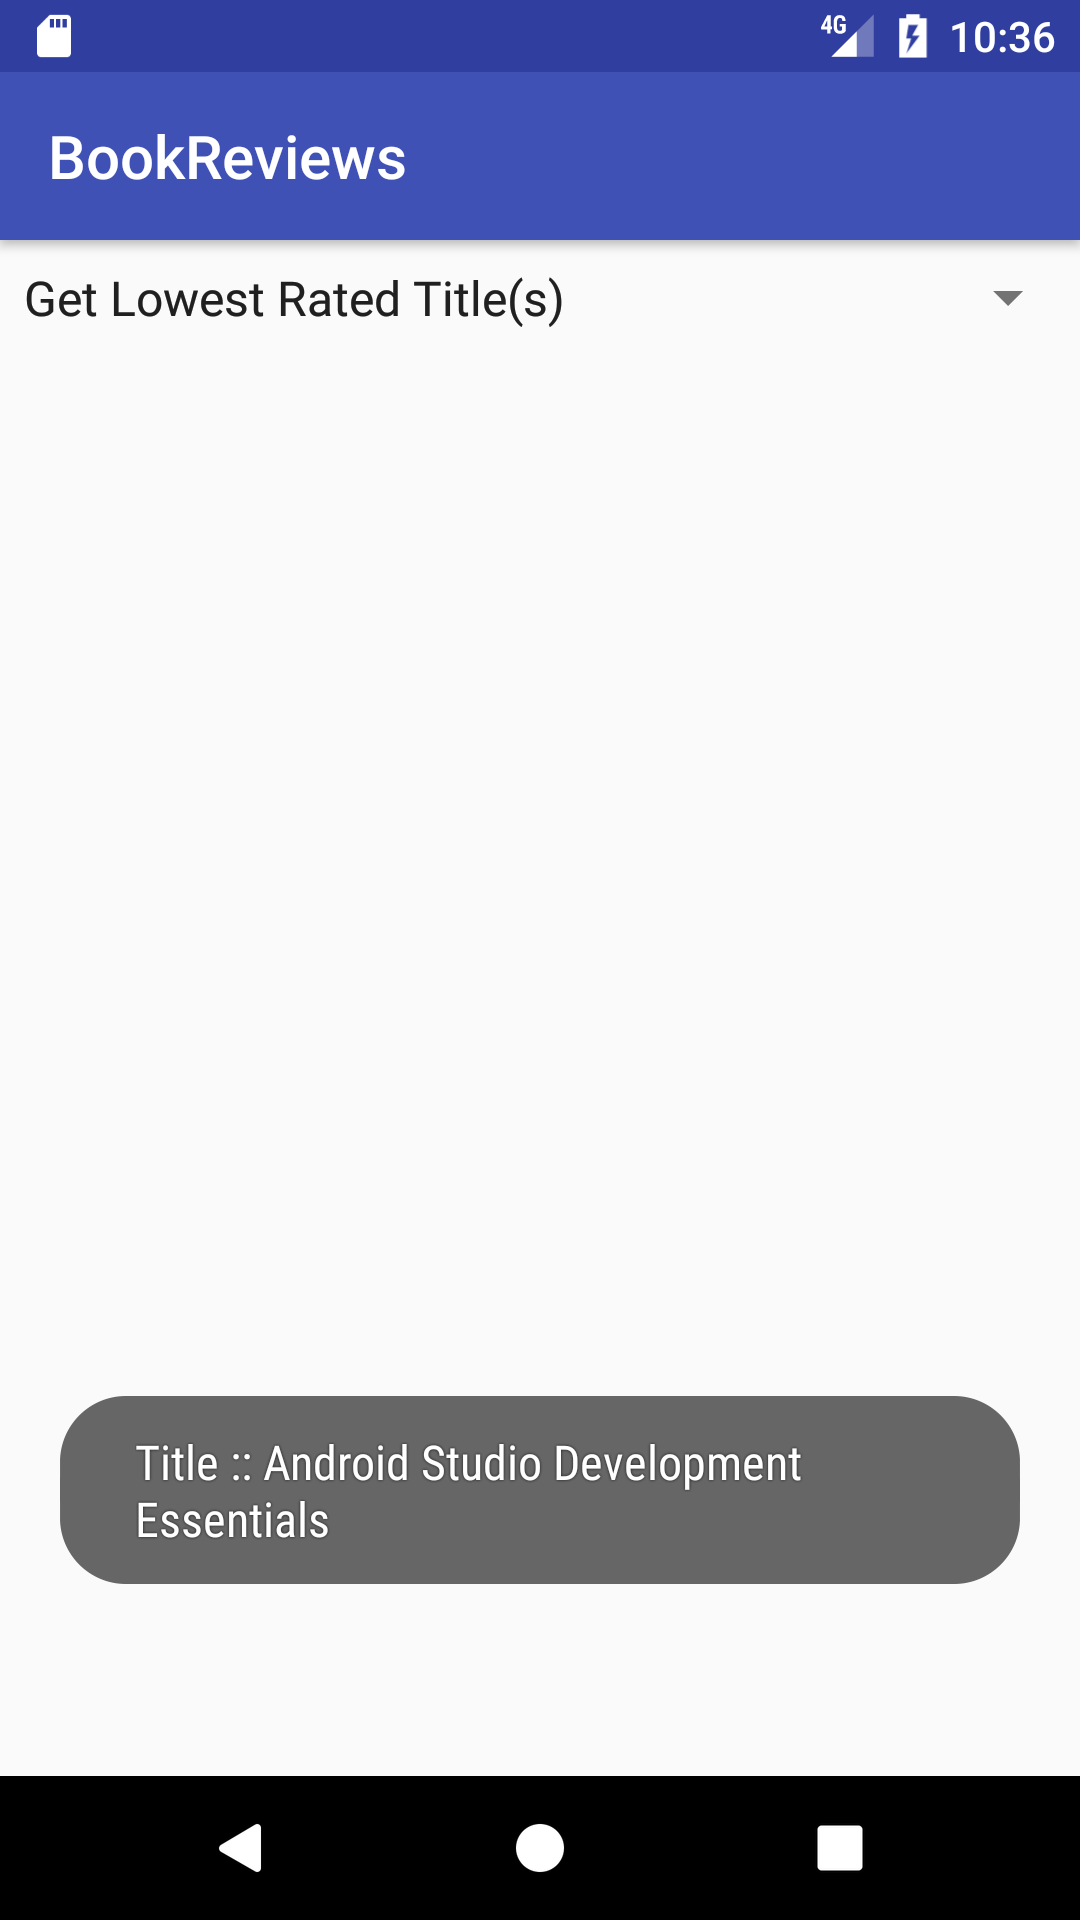 4G 10:36
BookReviews
Get Lowest Rated Title(s)
Title :: Android Studio Development
Essentials